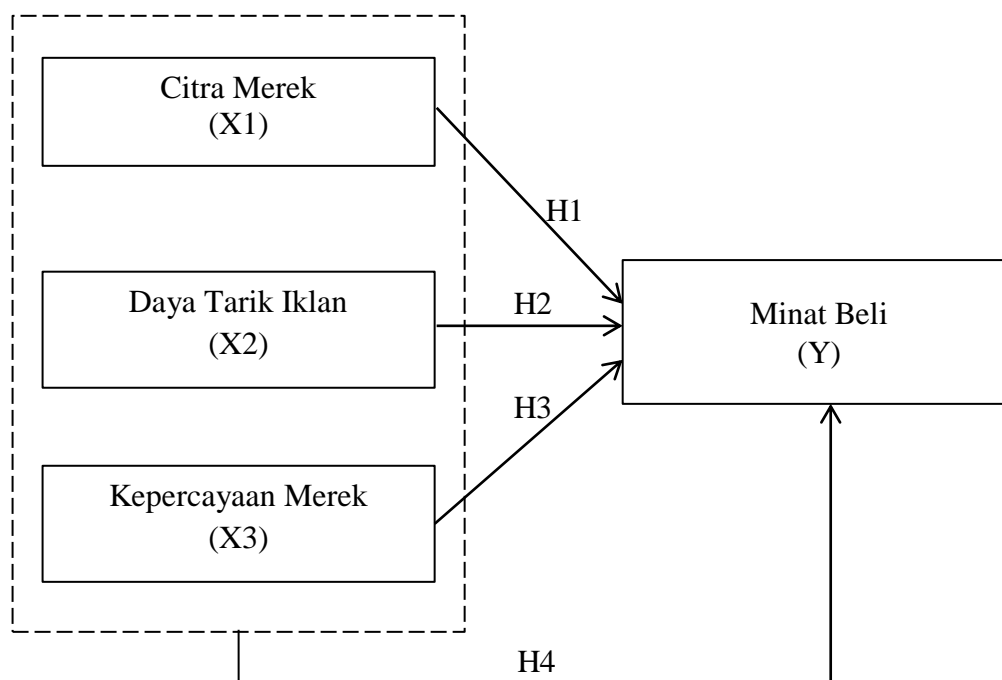 Citra Merek
(X1)
H1
Daya Tarik Iklan
(X2)
H2
Minat Beli
(Y)
H3
Kepercayaan Merek
(X3)
H4